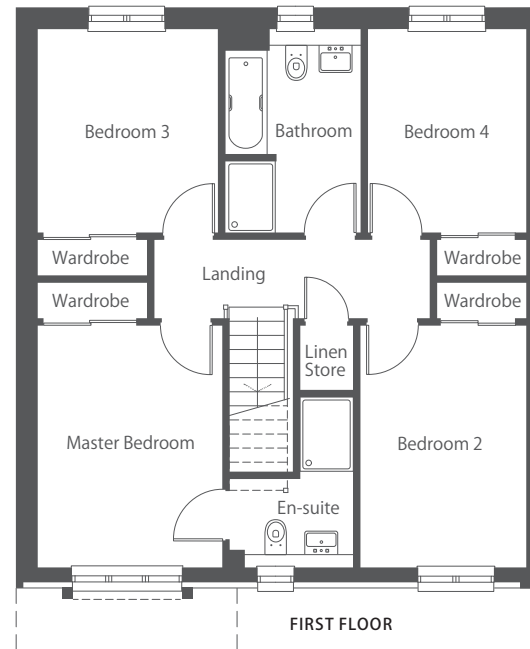 Bedroom 3
Bathroom
Bedroom 4
Wardrobe
Landing
Wardrobe
Wardrobe
Wardrobe
Linen
Store
Master Bedroom
Bedroom 2
En-suite
FIRST FLOOR